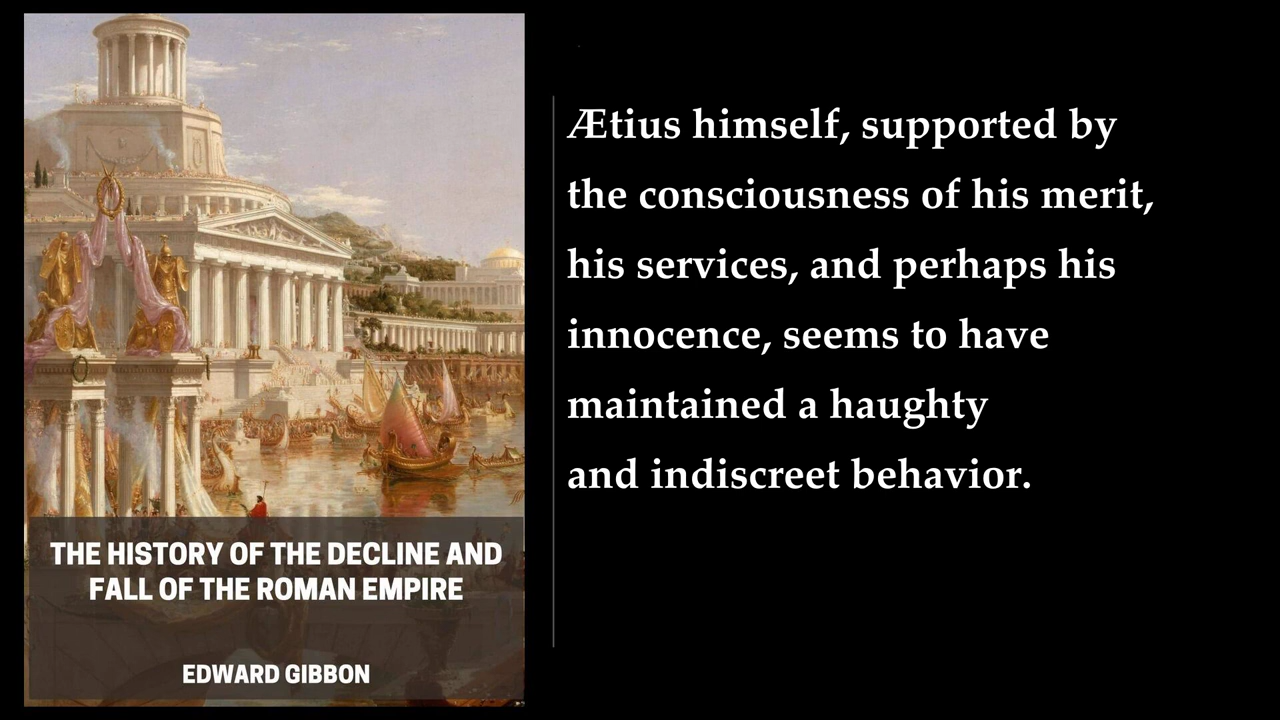 Ætius himself, supported by
the consciousness of his merit,
his services, and perhaps his
innocence, seems to have
maintained a haughty
and indiscreet behavior.
THE HISTORY OF THE DECLINE AND
FALL OF THE ROMAN EMPIRE
EDWARD GIBBON